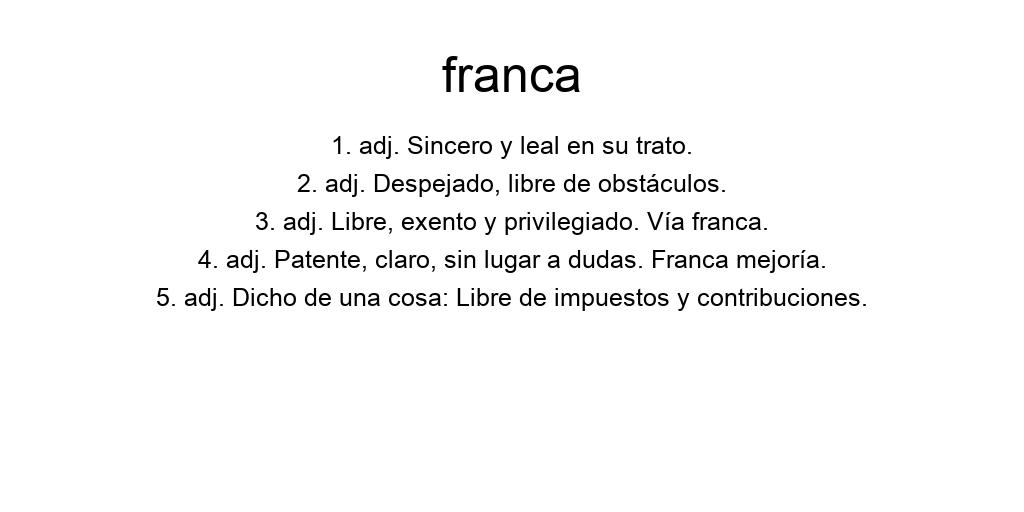 franca
1. adj. Sincero y leal en su trato.
2. adj. Despejado, libre de obstáculos.
3. adj. Libre, exento y privilegiado. Vía franca.
4. adj. Patente, claro, sin lugar a dudas. Franca mejoría.
5. adj. Dicho de una cosa: Libre de impuestos y contribuciones.